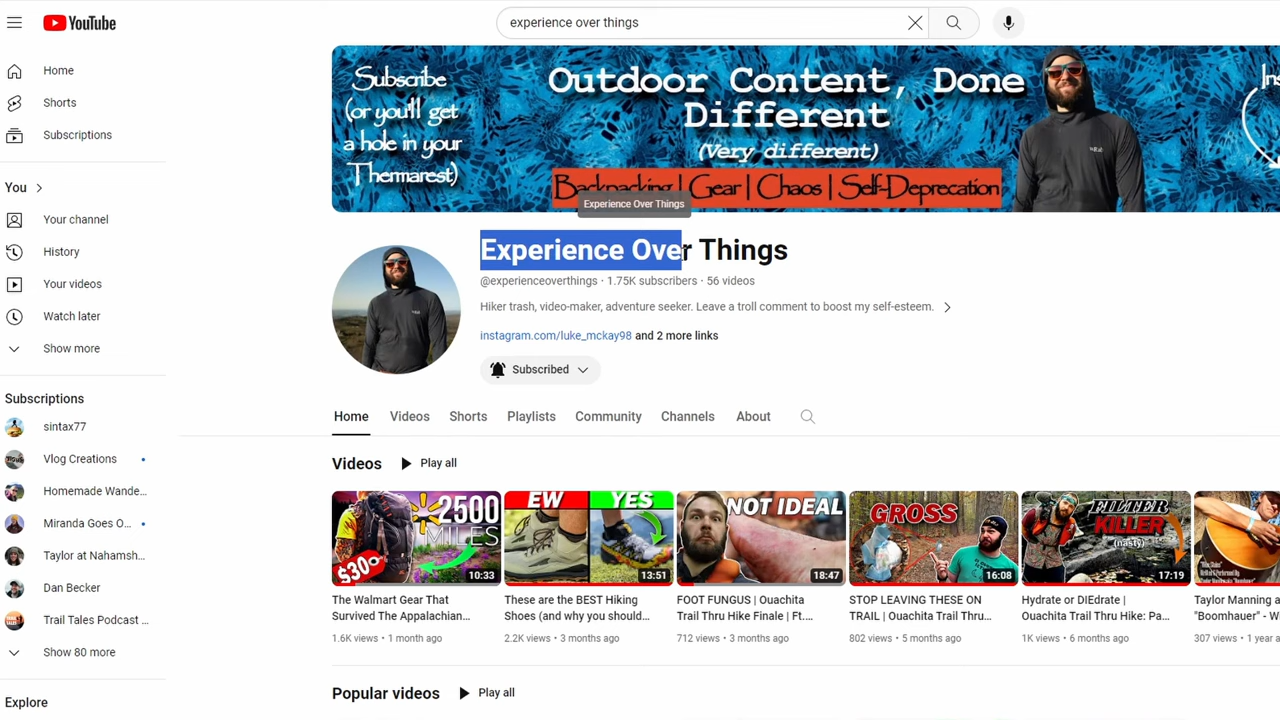 YouTube
experience over things
Home
Shorts
Subscriptions
You
Your channel
History
Your videos
Watch later
Show more
Subscriptions
sintax77
Vlog Creations
Homemade Wande...
Miranda Goes O...
Taylor at Nahamsh...
Dan Becker
Trail Tales Podcast ...
Show 80 more
Explore
Subscribe
(or you'll get
a hole in your
Thermarest)
Outdoor Content, Done
Different
(Very different)
Backpacking | Gear | Chaos | Self-Deprecation
Experience Over Things
Experience Over Things
@experienceoverthings · 1.75K subscribers · 56 videos
Hiker trash, video-maker, adventure seeker. Leave a troll comment to boost my self-esteem.
instagram.com/luke_mckay98 and 2 more links
Subscribed
Home Videos Shorts Playlists Community Channels About
Videos Play all
2500
MILES
$30
10:33
The Walmart Gear That
Survived The Appalachian...
1.6K views • 1 month ago
EW YES
13:51
These are the BEST Hiking
Shoes (and why you should...
2.2K views • 3 months ago
NOT IDEAL
18:47
FOOT FUNGUS | Ouachita
Trail Thru Hike Finale | Ft....
712 views • 3 months ago
GROSS
16:08
STOP LEAVING THESE ON
TRAIL | Ouachita Trail Thru...
802 views • 5 months ago
FILTER
KILLER
(nasty)
17:19
Hydrate or DIEdrate |
Ouachita Trail Thru Hike: Pa...
1K views • 6 months ago
Taylor Manning a
"Boomhauer" - W
307 views • 1 year a
Popular videos Play all